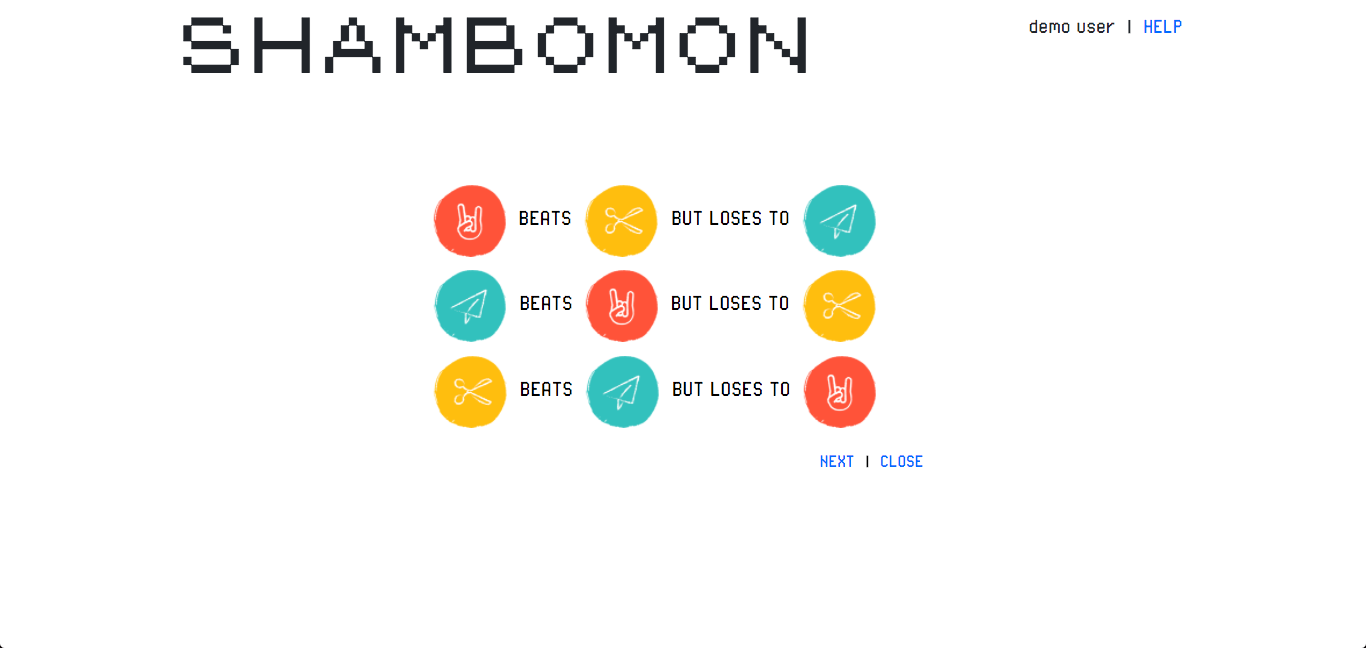 SHAMBOMON
demo user | HELP
BEATS BUT LOSES TO
BEATS BUT LOSES TO
BEATS BUT LOSES TO
NEXT | CLOSE